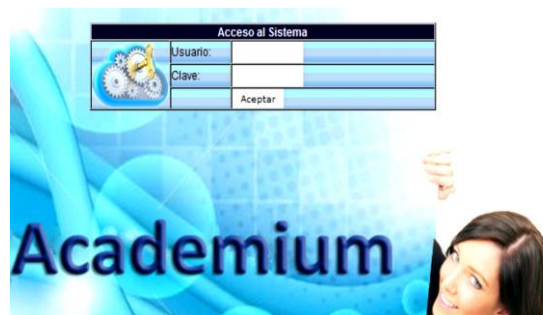 Acceso al Sistema
Usuario:
Clave:
Aceptar
Academium